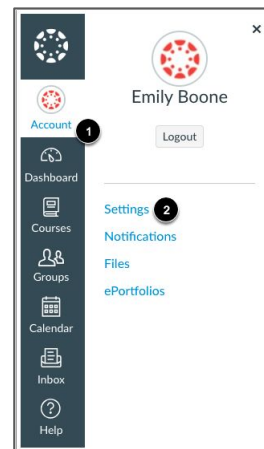 Account
1
Dashboard
Courses
Groups
Calendar
Inbox
Help
×
Emily Boone
Logout
Settings 2
Notifications
Files
ePortfolios